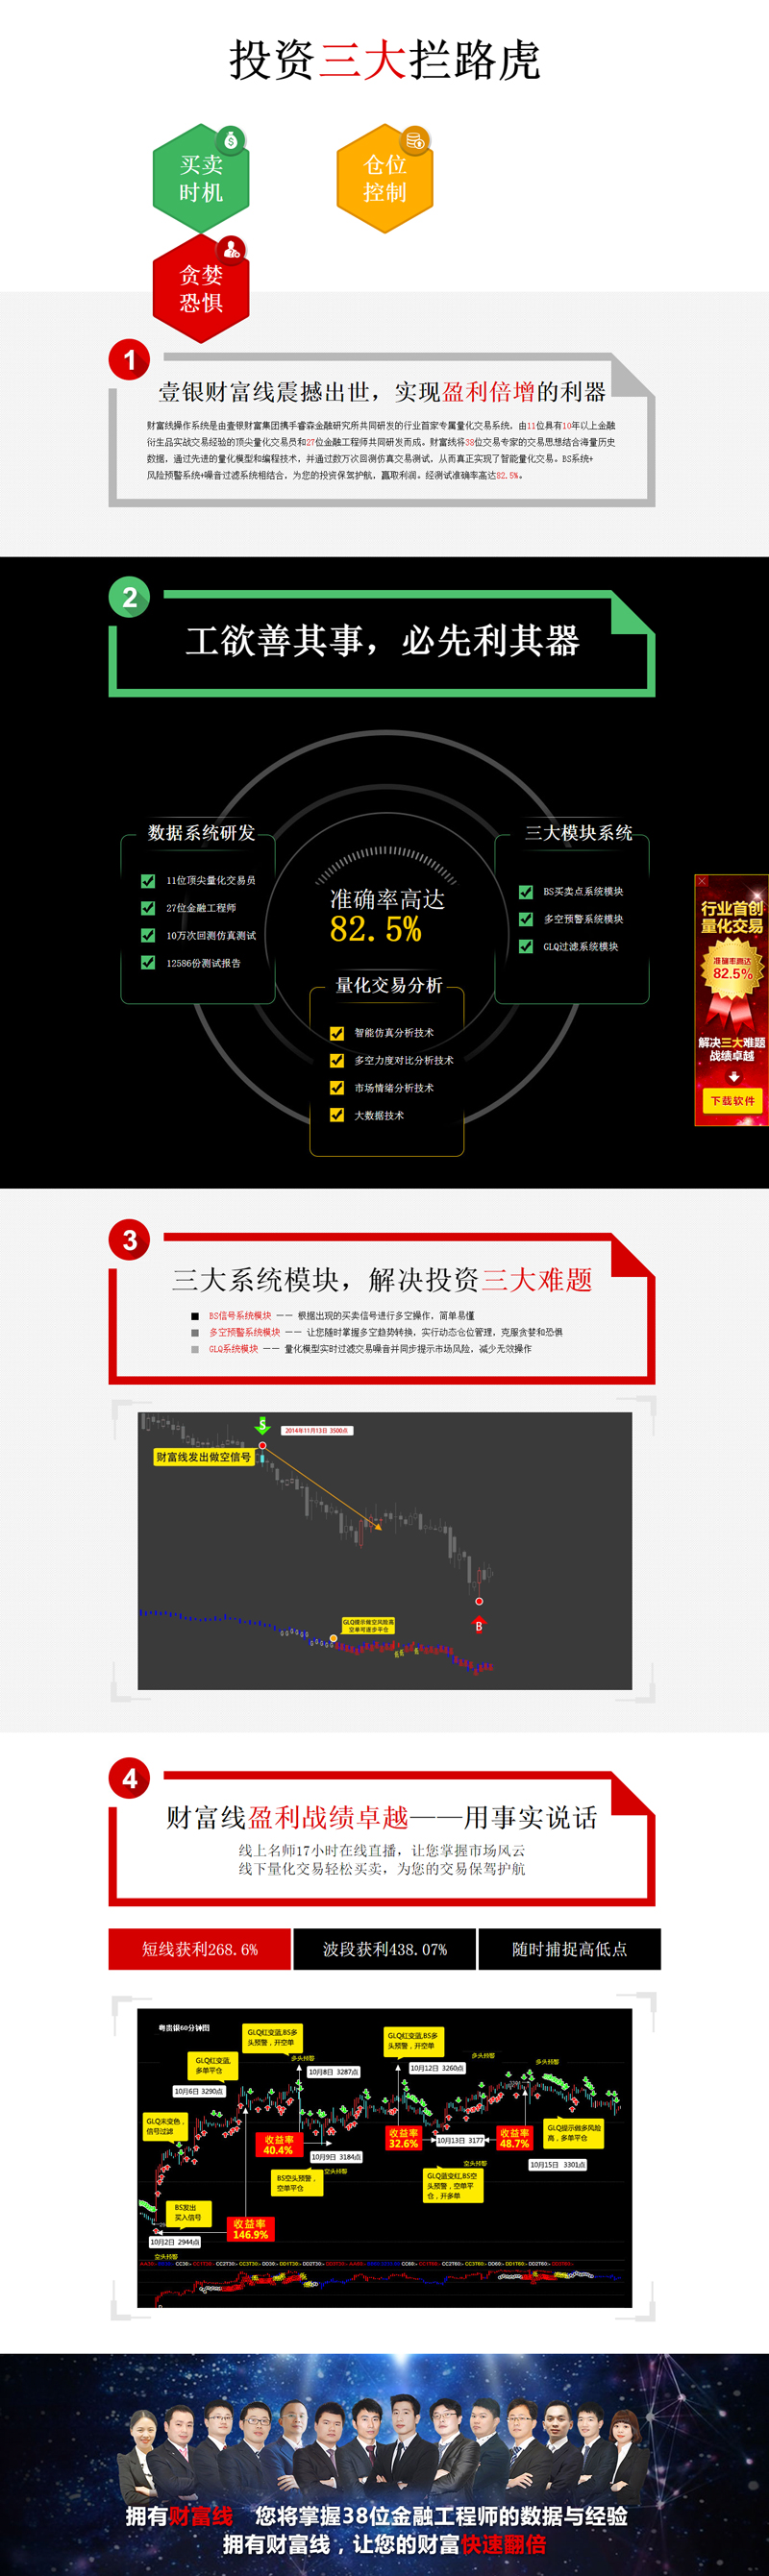 投资三大拦路虎
买卖
时机
仓位
控制
贪婪
恐惧
1
壹银财富线震撼出世，实现盈利倍增的利器
财富线操作系统是由壹银财富集团携手睿森金融研究所共同研发的行业首家专属量化交易系统，由11位具有10年以上金融
衍生品实战交易经验的顶尖量化交易员和27位金融工程师共同研发而成。财富线将38位交易专家的交易思想结合海量历史
数据，通过先进的量化模型和编程技术，并通过数万次回测仿真交易测试，从而真正实现了智能量化交易。BS系统+
风险预警系统+噪音过滤系统相结合，为您的投资保驾护航，赢取利润。经测试准确率高达82.5%。
2
工欲善其事，必先利其器
数据系统研发
11位顶尖量化交易员
27位金融工程师
10万次回测仿真测试
12586份测试报告
准确率高达
82.5%
三大模块系统
BS买卖点系统模块
多空预警系统模块
GLQ过滤系统模块
量化交易分析
智能仿真分析技术
多空力度对比分析技术
市场情绪分析技术
大数据技术
行业首创
量化交易
准确率高达
82.5%
解决三大难题
战绩卓越
下载软件
3
三大系统模块，解决投资三大难题
BS信号系统模块 —— 根据出现的买卖信号进行多空操作，简单易懂
多空预警系统模块 —— 让您随时掌握多空趋势转换，实行动态仓位管理，克服贪婪和恐惧
GLQ系统模块 —— 量化模型实时过滤交易噪音并同步提示市场风险，减少无效操作
S
2014年11月13日 3500点
财富线发出做空信号
GLQ提示做空风险高
空单可逐步平仓
B
4
财富线盈利战绩卓越——用事实说话
线上名师17小时在线直播，让您掌握市场风云
线下量化交易轻松买卖，为您的交易保驾护航
短线获利268.6%
波段获利438.07%
随时捕捉高低点
粤贵银60分钟图
GLQ红变蓝,BS多
头预警，开空单
GLQ红变蓝,BS多
头预警，开空单
多头预警
多头预警
多头预警
GLQ红变蓝,
多单平仓
10月8日 3287点
10月12日 3260点
10月6日 3290点
GLQ未变色，
信号过滤
收益率
40.4%
收益率
32.6%
10月13日 3177
收益率
48.7%
GLQ提示做多风险
高，多单平仓
10月9日 3184点
10月15日 3301点
BS空头预警，
空单平仓
空头预警
GLQ蓝变红,BS空
头预警，空单平
仓，开多单
空头预警
BS发出
买入信号
收益率
146.9%
10月2日 2944点
空头预警
拥有财富线 您将掌握38位金融工程师的数据与经验
拥有财富线，让您的财富快速翻倍